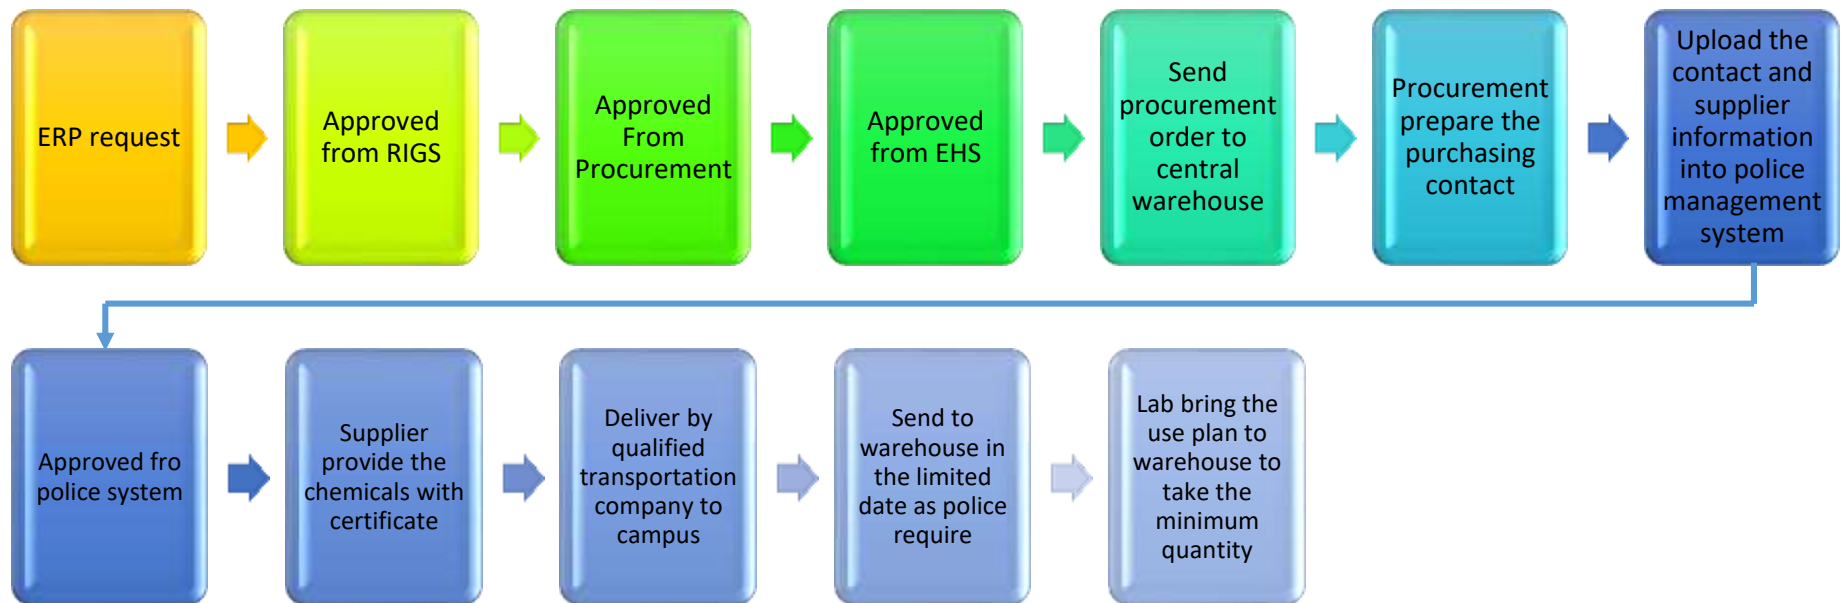 ERP request
Approved
from RIGS
Approved
From
Procurement
Approved
from EHS
Send
procurement
order to
central
warehouse
Procurement
prepare the
purchasing
contact
Upload the
contact and
supplier
information
into police
management
system
Approved fro
police system
Supplier
provide the
chemicals with
certificate
Deliver by
qualified
transportation
company to
campus
Send to
warehouse in
the limited
date as police
require
Lab bring the
use plan to
warehouse to
take the
minimum
quantity